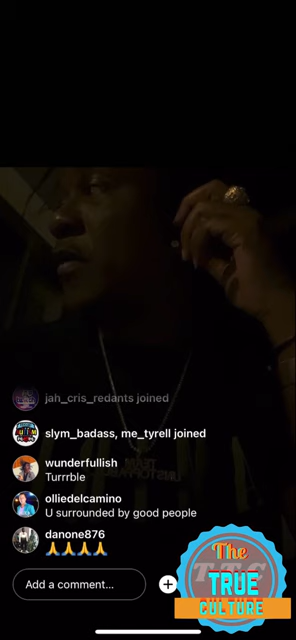 jah_cris_redants joined
slym_badass, me_tyrell joined
wunderfullish
Turrrble
olliedelcamino
U surrounded by good people
danone876
🙏🙏🙏🙏
Add a comment...
The
TRUE
CULTURE